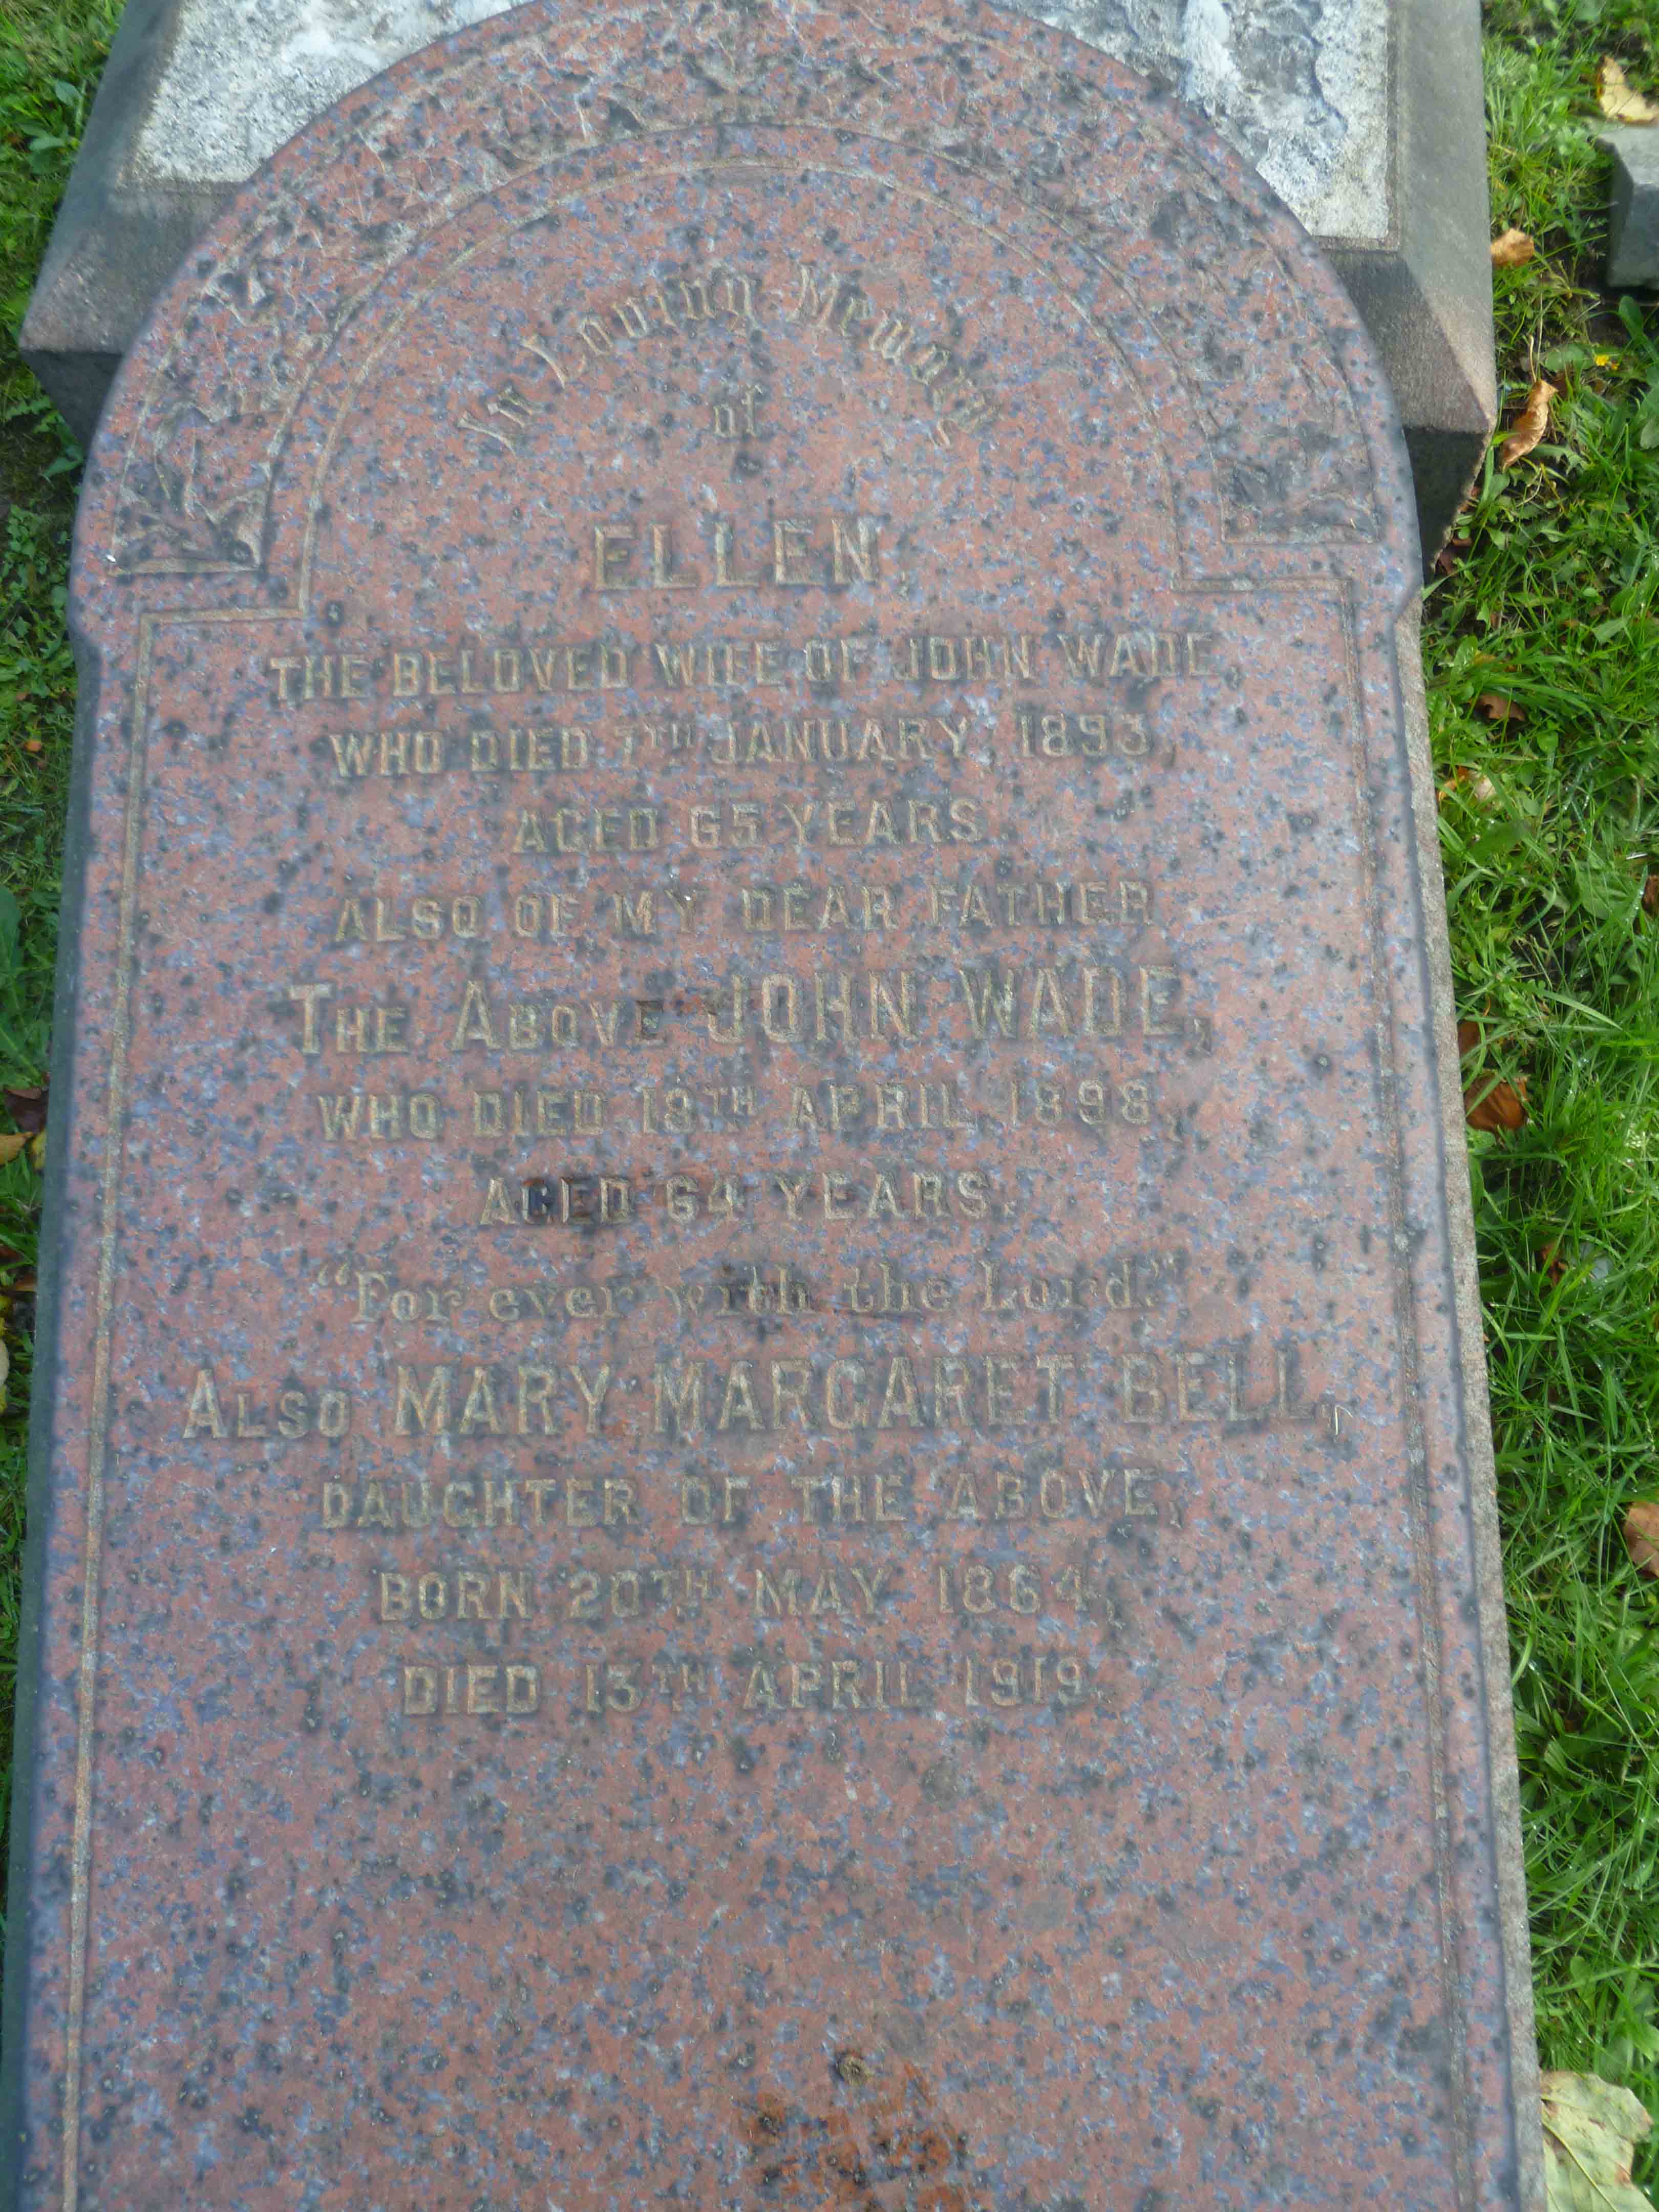 In Loving Memory
of
ELLEN,
THE BELOVED WIFE OF JOHN WADE,
WHO DIED 7TH JANUARY, 1893,
AGED 65 YEARS.
ALSO OF MY DEAR FATHER
THE ABOVE JOHN WADE,
WHO DIED 18TH APRIL, 1898,
AGED 64 YEARS.
"For ever with the Lord."
ALSO MARY MARGARET BELL,
DAUGHTER OF THE ABOVE,
BORN 20TH MAY 1864,
DIED 13TH APRIL 1919.